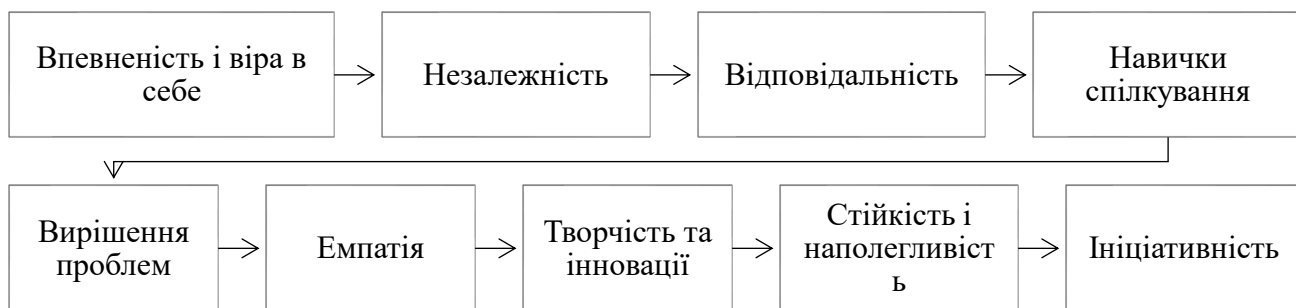 Впевненість і віра в
себе
Незалежність
Відповідальність
Навички
спілкування
Вирішення
проблем
Емпатія
Творчість та
інновації
Стійкість і
наполегливіст
ь
Ініціативність